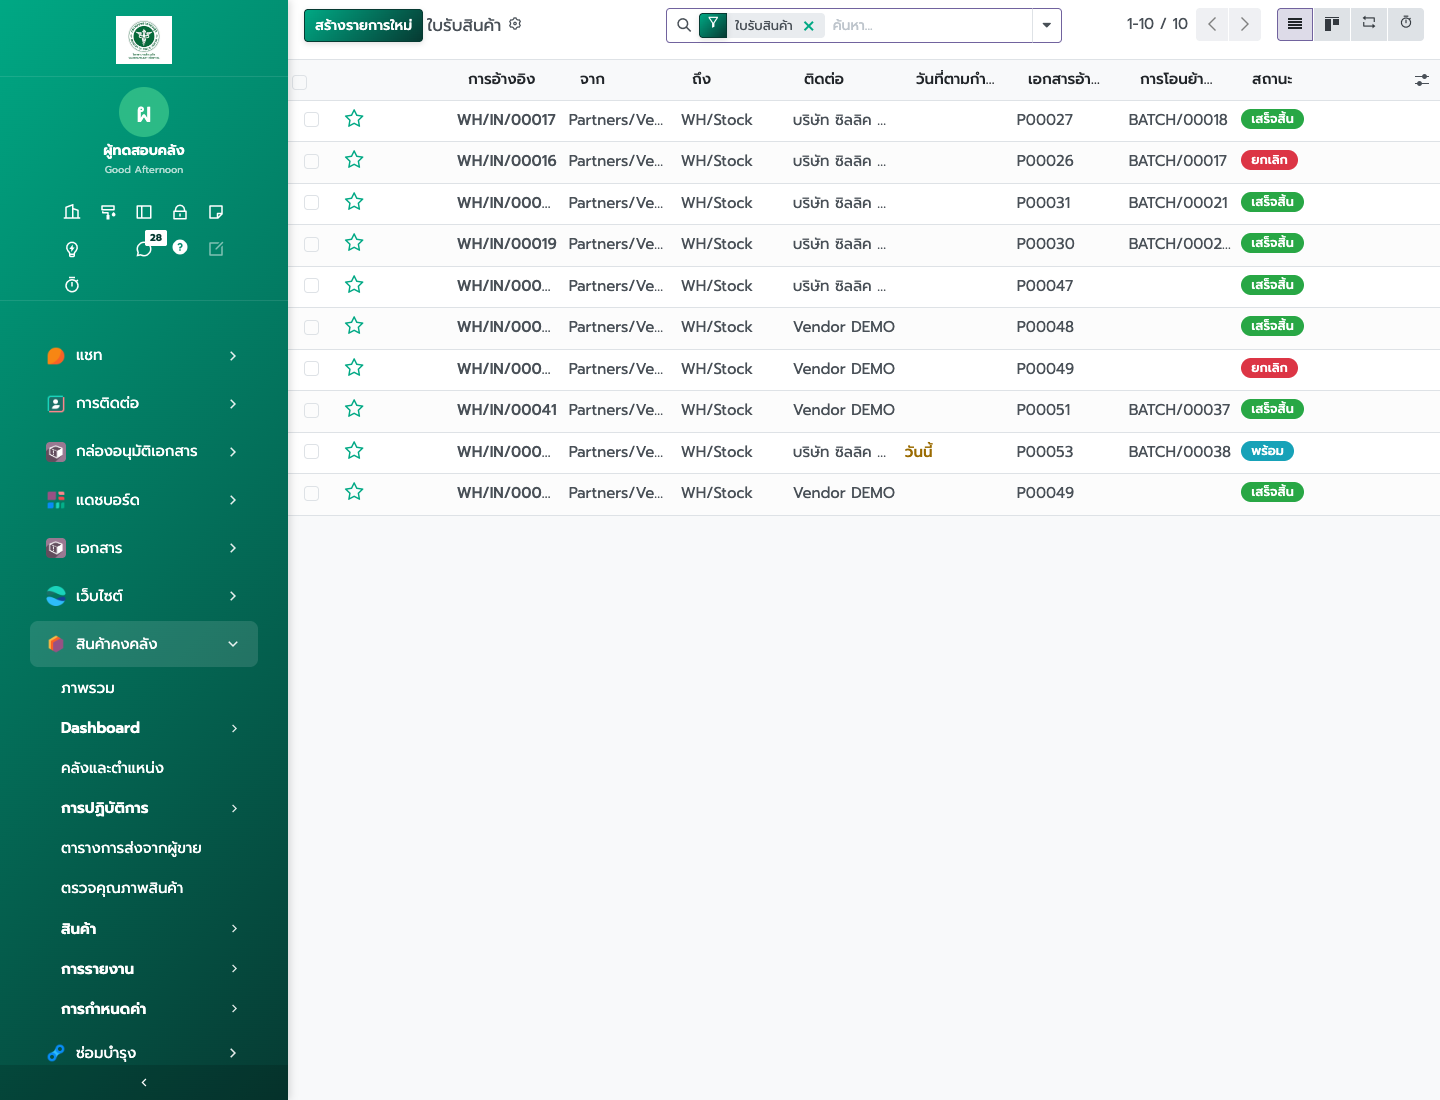 สร้างรายการใหม่ ใบรับสินค้า
ใบรับสินค้า ค้นหา...
1-10 / 10
ผ
ผู้ทดสอบคลัง
Good Afternoon
28
แชท
การติดต่อ
กล่องอนุมัติเอกสาร
แดชบอร์ด
เอกสาร
เว็บไซต์
สินค้าคงคลัง
ภาพรวม
Dashboard
คลังและตำแหน่ง
การปฏิบัติการ
ตารางการส่งจากผู้ขาย
ตรวจคุณภาพสินค้า
สินค้า
การรายงาน
การกำหนดค่า
ซ่อมบำรุง
การอ้างอิง จาก ถึง ติดต่อ วันที่ตามกำ... เอกสารอ้า... การโอนย้า... สถานะ
WH/IN/00017 Partners/Ve... WH/Stock บริษัท ซิลลิค ... P00027 BATCH/00018 เสร็จสิ้น
WH/IN/00016 Partners/Ve... WH/Stock บริษัท ซิลลิค ... P00026 BATCH/00017 ยกเลิก
WH/IN/000... Partners/Ve... WH/Stock บริษัท ซิลลิค ... P00031 BATCH/00021 เสร็จสิ้น
WH/IN/00019 Partners/Ve... WH/Stock บริษัท ซิลลิค ... P00030 BATCH/0002... เสร็จสิ้น
WH/IN/000... Partners/Ve... WH/Stock บริษัท ซิลลิค ... P00047 เสร็จสิ้น
WH/IN/000... Partners/Ve... WH/Stock Vendor DEMO P00048 เสร็จสิ้น
WH/IN/000... Partners/Ve... WH/Stock Vendor DEMO P00049 ยกเลิก
WH/IN/00041 Partners/Ve... WH/Stock Vendor DEMO P00051 BATCH/00037 เสร็จสิ้น
WH/IN/000... Partners/Ve... WH/Stock บริษัท ซิลลิค ... วันนี้ P00053 BATCH/00038 พร้อม
WH/IN/000... Partners/Ve... WH/Stock Vendor DEMO P00049 เสร็จสิ้น